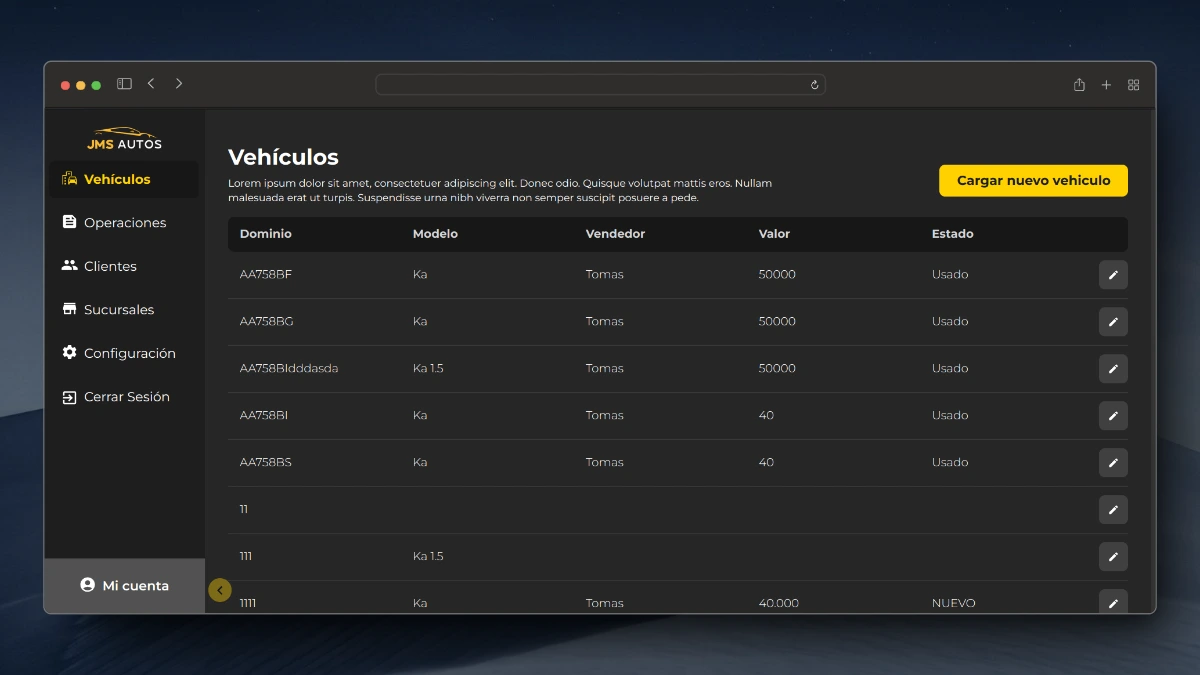 JMS AUTOS
Vehículos
Operaciones
Clientes
Sucursales
Configuración
Cerrar Sesión
Mi cuenta
Vehículos
Lorem ipsum dolor sit amet, consectetuer adipiscing elit. Donec odio. Quisque volutpat mattis eros. Nullam
malesuada erat ut turpis. Suspendisse urna nibh viverra non semper suscipit posuere a pede.
Cargar nuevo vehiculo
Dominio Modelo Vendedor Valor Estado
AA758BF Ka Tomas 50000 Usado
AA758BG Ka Tomas 50000 Usado
AA758BIdddasda Ka 1.5 Tomas 50000 Usado
AA758BI Ka Tomas 40 Usado
AA758BS Ka Tomas 40 Usado
11
111 Ka 1.5
1111 Ka Tomas 40.000 NUEVO